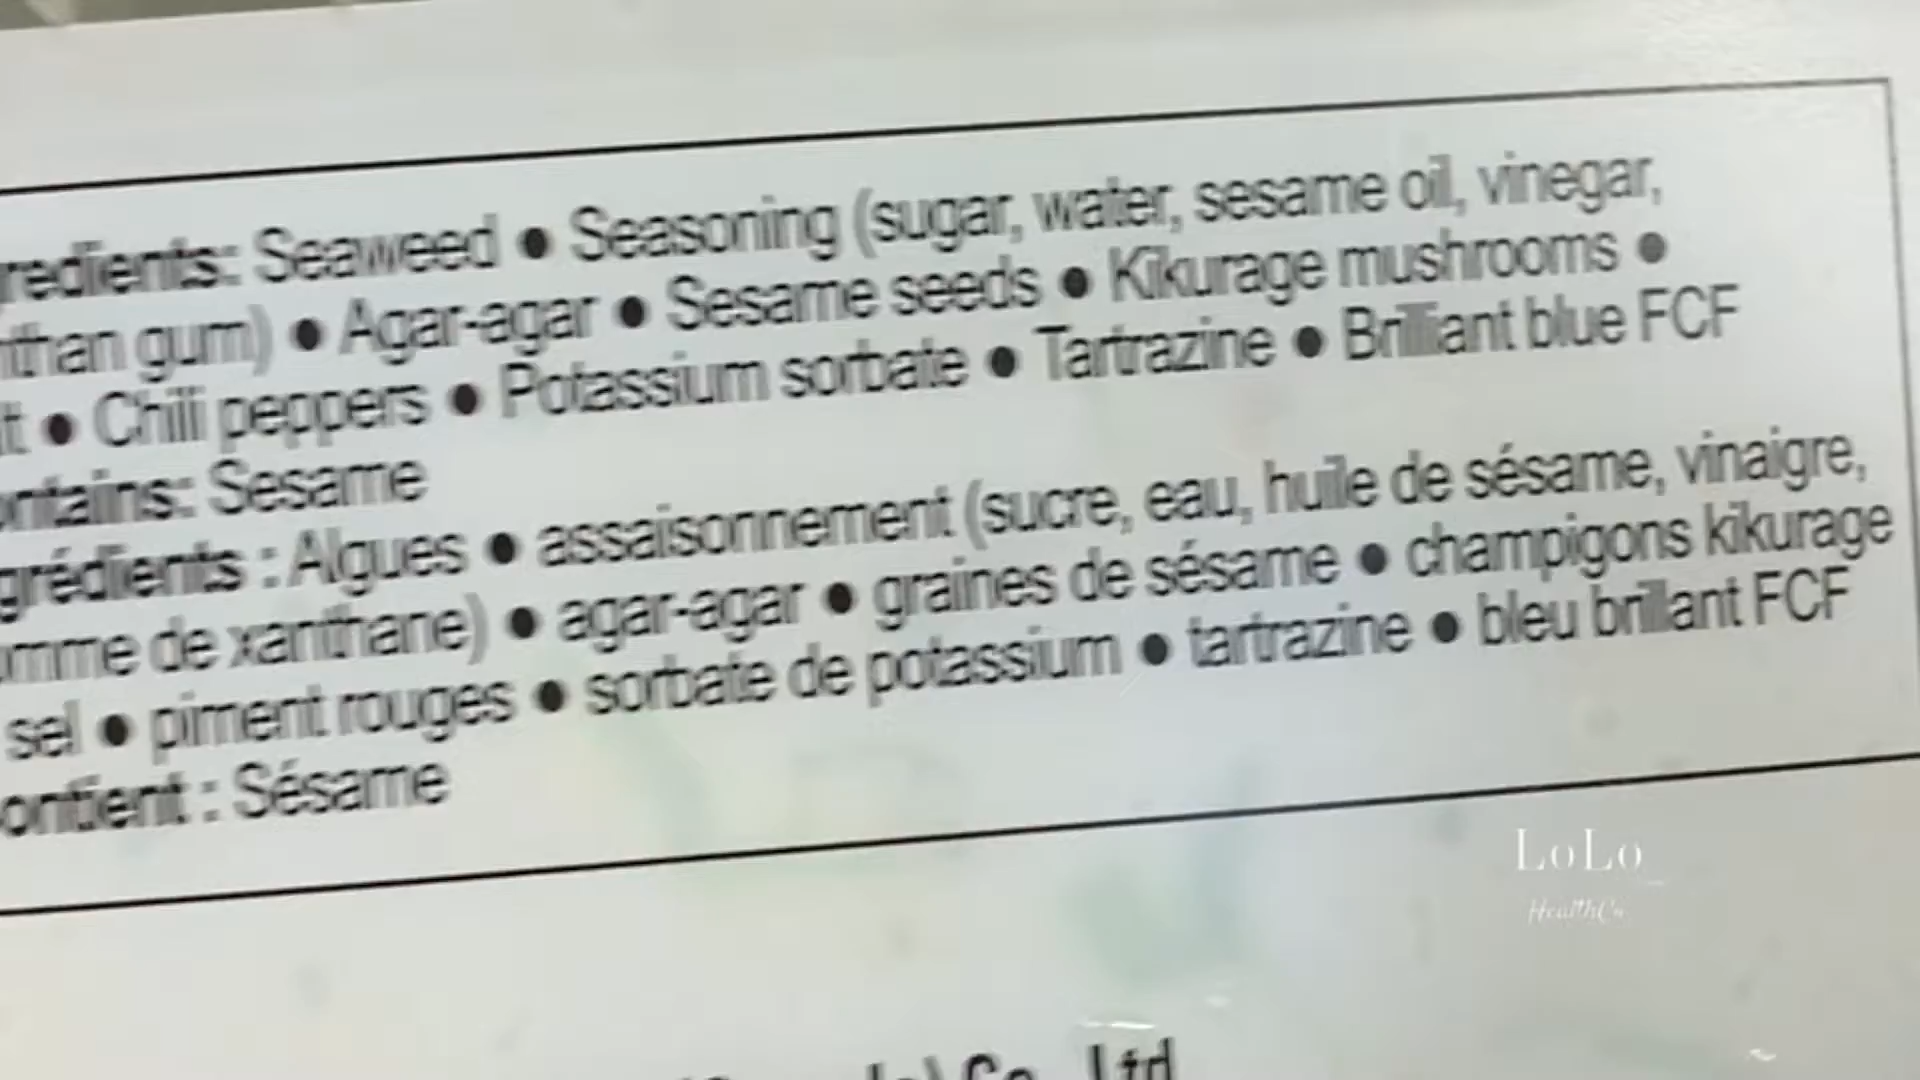 redients: Seaweed ● Seasoning (sugar, water, sesame oil, vinegar,
nthan gum) ● Agar-agar ● Sesame seeds ● Kikurage mushrooms ●
lt ● Chili peppers ● Potassium sorbate ● Tartrazine ● Brilliant blue FCF
ontains: Sesame
grédients : Algues ● assaisonnement (sucre, eau, huile de sésame, vinaigre,
omme de xanthane) ● agar-agar ● graines de sésame ● champigons kikurage
sel ● piment rouges ● sorbate de potassium ● tartrazine ● bleu brillant FCF
ontient : Sésame
LoLo
HealthCo
Co., Ltd